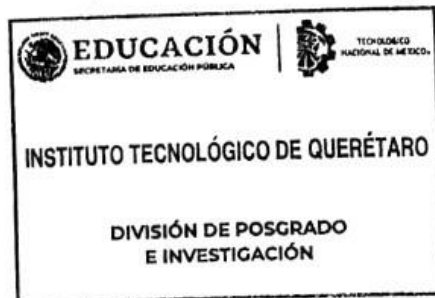 EDUCACIÓN
SECRETARÍA DE EDUCACIÓN PÚBLICA
TECNOLÓGICO
NACIONAL DE MÉXICO®
INSTITUTO TECNOLÓGICO DE QUERÉTARO
DIVISIÓN DE POSGRADO
E INVESTIGACIÓN